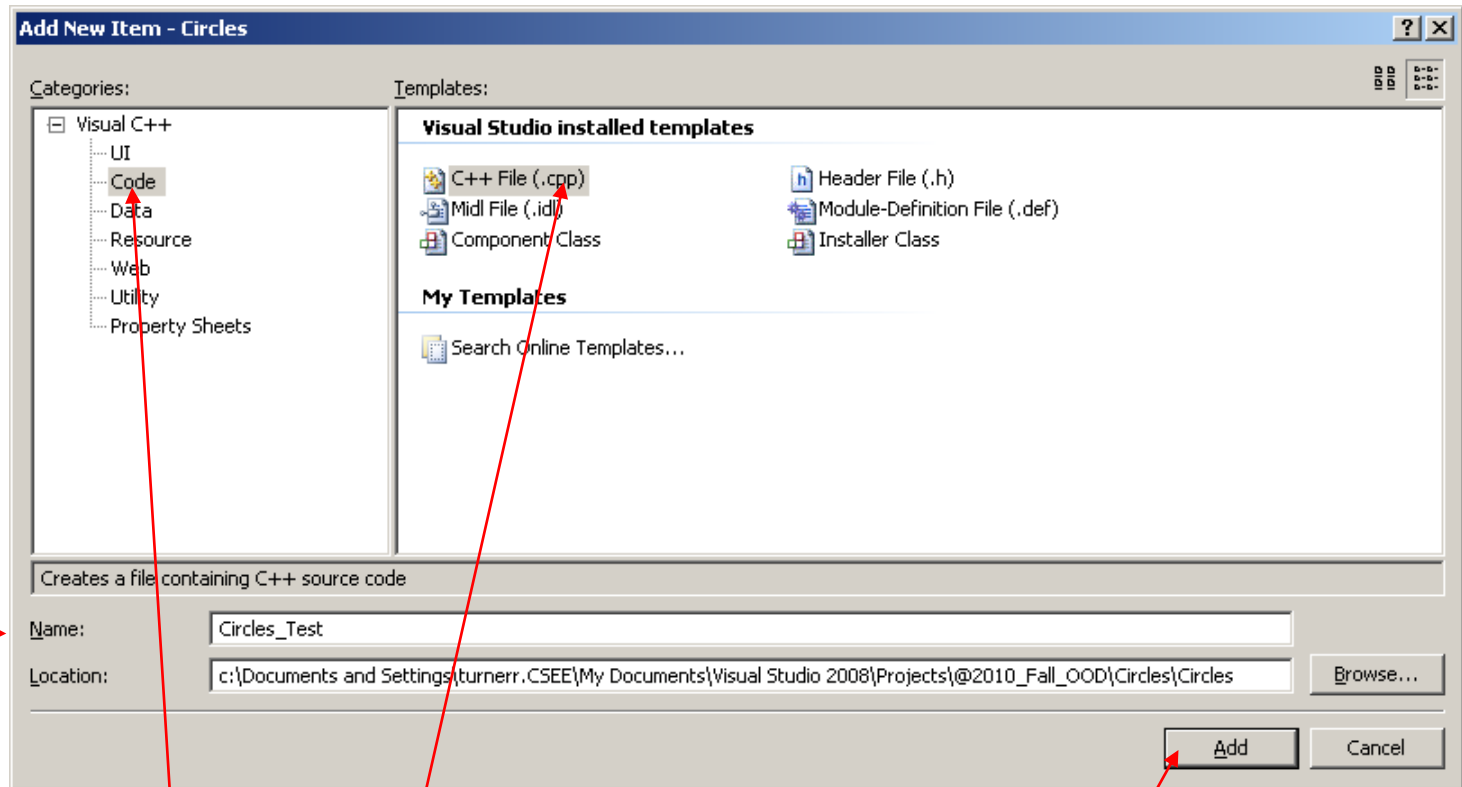 Add New Item - Circles
Categories:
Templates:
Visual C++
UI
Code
Data
Resource
Web
Utility
Property Sheets
Visual Studio installed templates
C++ File (.cpp)
Header File (.h)
Midl File (.idl)
Module-Definition File (.def)
Component Class
Installer Class
My Templates
Search Online Templates...
Creates a file containing C++ source code
Name:
Circles_Test
Location:
c:\Documents and Settings\turnerr.CSEE\My Documents\Visual Studio 2008\Projects\@2010_Fall_OOD\Circles\Circles
Browse...
Add
Cancel